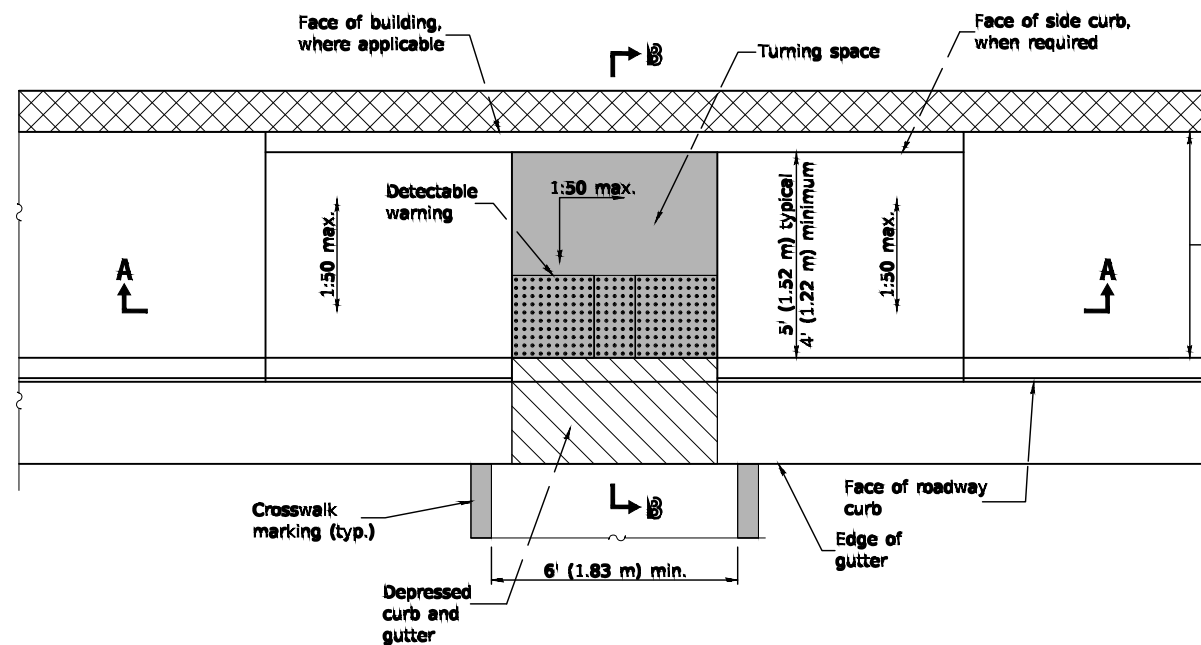 Face of building,
where applicable
B
Turning space
Face of side curb,
when required
Detectable
warning
1:50 max.
1:50 max.
5' (1.52 m) typical
4' (1.22 m) minimum
1:50 max.
A
A
Crosswalk
marking (typ.)
B
Face of roadway
curb
Edge of
gutter
6' (1.83 m) min.
Depressed
curb and
gutter